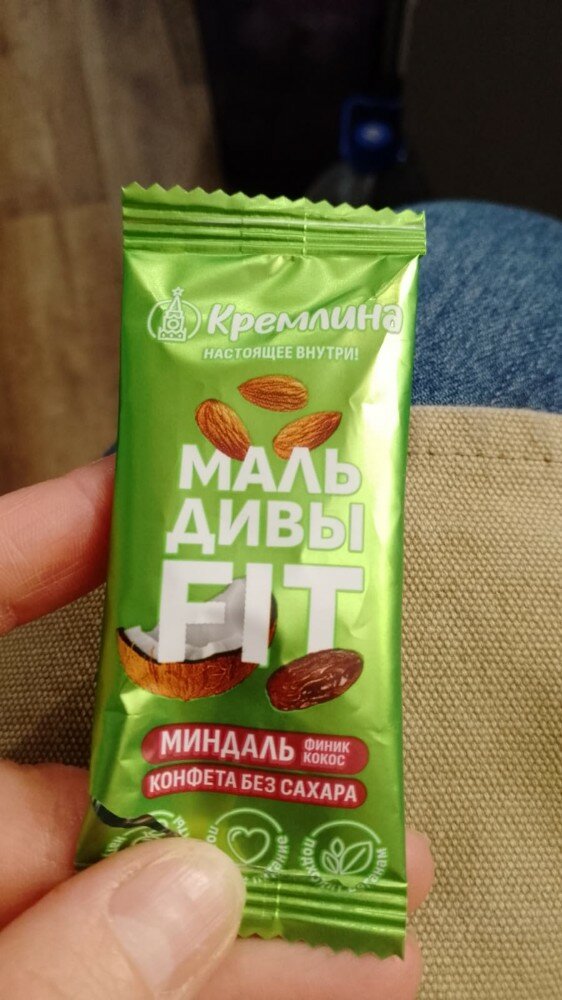 Кремлина
НАСТОЯЩЕЕ ВНУТРИ!
МАЛЬ
ДИВЫ
FIT
МИНДАЛЬ
ФИНИК
КОКОС
КОНФЕТА БЕЗ САХАРА